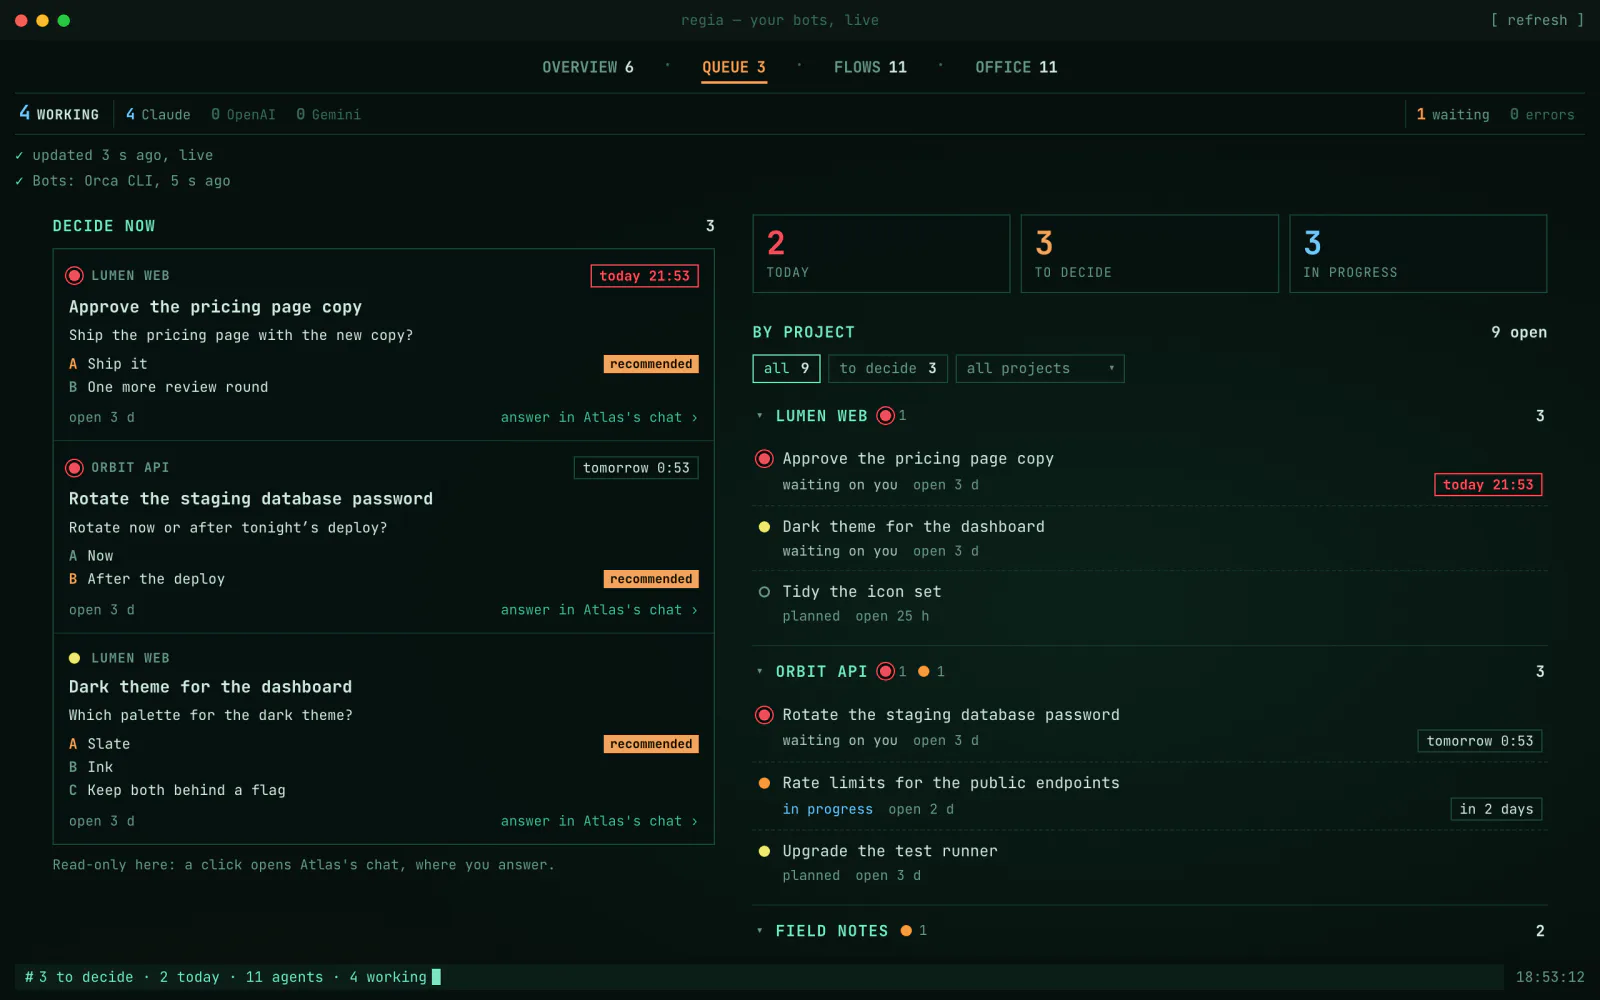 regia — your bots, live
[ refresh ]
OVERVIEW 6 · QUEUE 3 · FLOWS 11 · OFFICE 11
4 WORKING 4 Claude 0 OpenAI 0 Gemini
1 waiting 0 errors
✓ updated 3 s ago, live
✓ Bots: Orca CLI, 5 s ago
DECIDE NOW 3
LUMEN WEB today 21:53
Approve the pricing page copy
Ship the pricing page with the new copy?
A Ship it recommended
B One more review round
open 3 d answer in Atlas's chat ›
ORBIT API tomorrow 0:53
Rotate the staging database password
Rotate now or after tonight’s deploy?
A Now
B After the deploy recommended
open 3 d answer in Atlas's chat ›
LUMEN WEB
Dark theme for the dashboard
Which palette for the dark theme?
A Slate recommended
B Ink
C Keep both behind a flag
open 3 d answer in Atlas's chat ›
Read-only here: a click opens Atlas's chat, where you answer.
2
TODAY
3
TO DECIDE
3
IN PROGRESS
BY PROJECT 9 open
all 9 to decide 3 all projects ▾
▾ LUMEN WEB 1 3
Approve the pricing page copy
waiting on you open 3 d today 21:53
Dark theme for the dashboard
waiting on you open 3 d
Tidy the icon set
planned open 25 h
▾ ORBIT API 1 1 3
Rotate the staging database password
waiting on you open 3 d tomorrow 0:53
Rate limits for the public endpoints
in progress open 2 d in 2 days
Upgrade the test runner
planned open 3 d
▾ FIELD NOTES 1 2
# 3 to decide · 2 today · 11 agents · 4 working
18:53:12